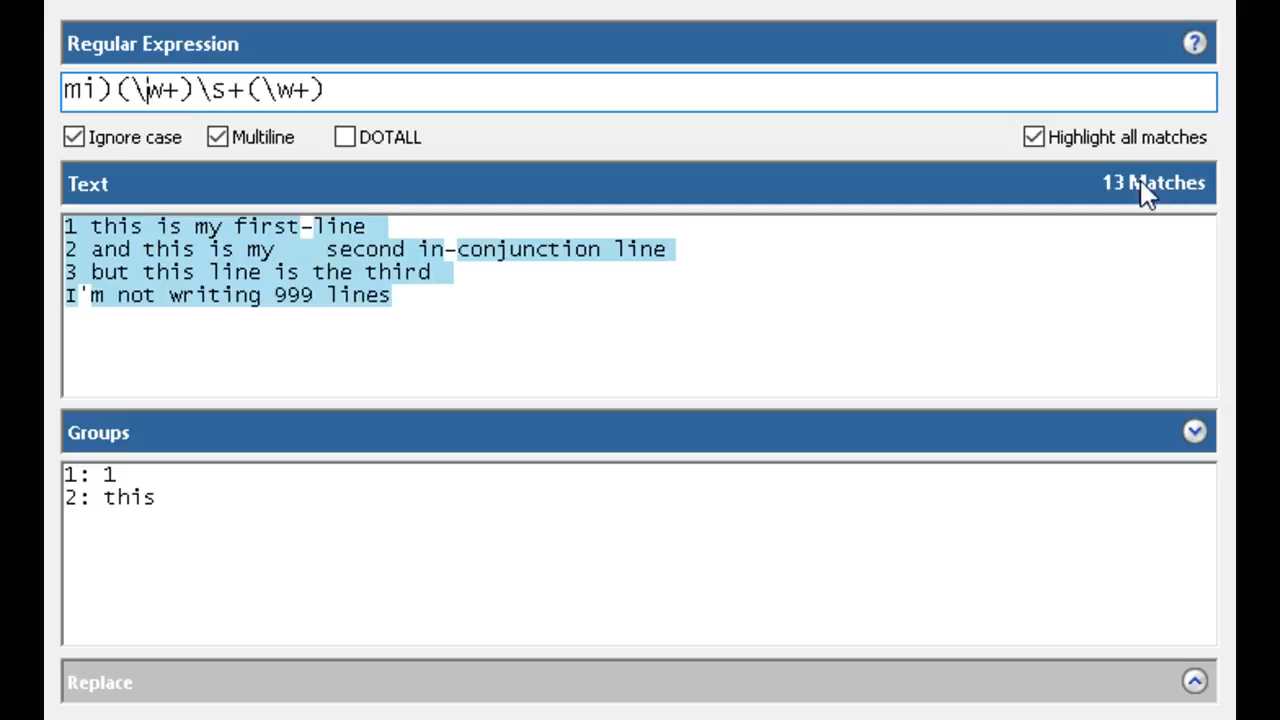 Regular Expression
mi)(\w+)\s+(\w+)
Ignore case Multiline DOTALL Highlight all matches
Text 13 Matches
1 this is my first-line
2 and this is my    second in-conjunction line
3 but this line is the third
I'm not writing 999 lines
Groups
1: 1
2: this
Replace